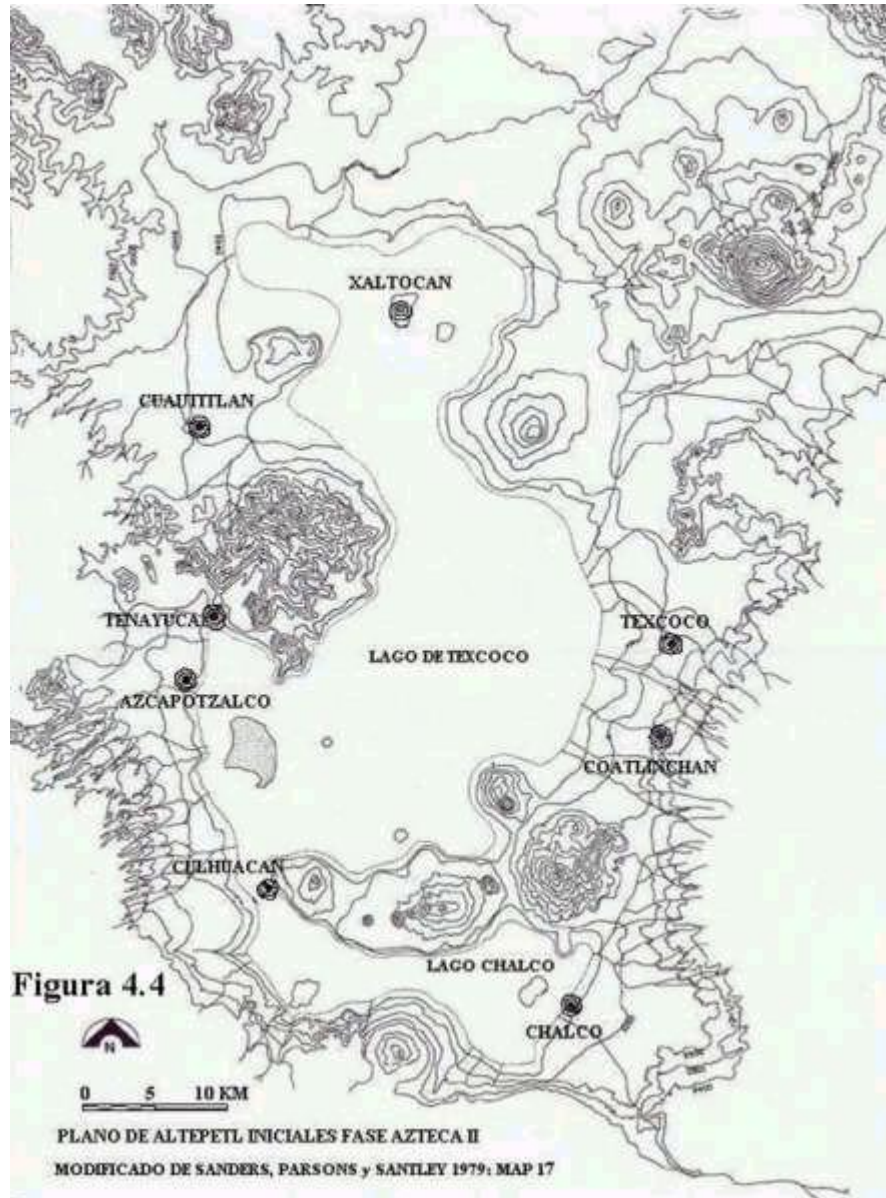 XALTOCAN
CUAUTITLAN
TENAYUCA
TEXCOCO
LAGO DE TEXCOCO
AZCAPOTZALCO
COATLINCHAN
CULHUACAN
LAGO CHALCO
Figura 4.4
CHALCO
N
0 5 10 KM
PLANO DE ALTEPETL INICIALES FASE AZTECA II
MODIFICADO DE SANDERS, PARSONS y SANTLEY 1979: MAP 17